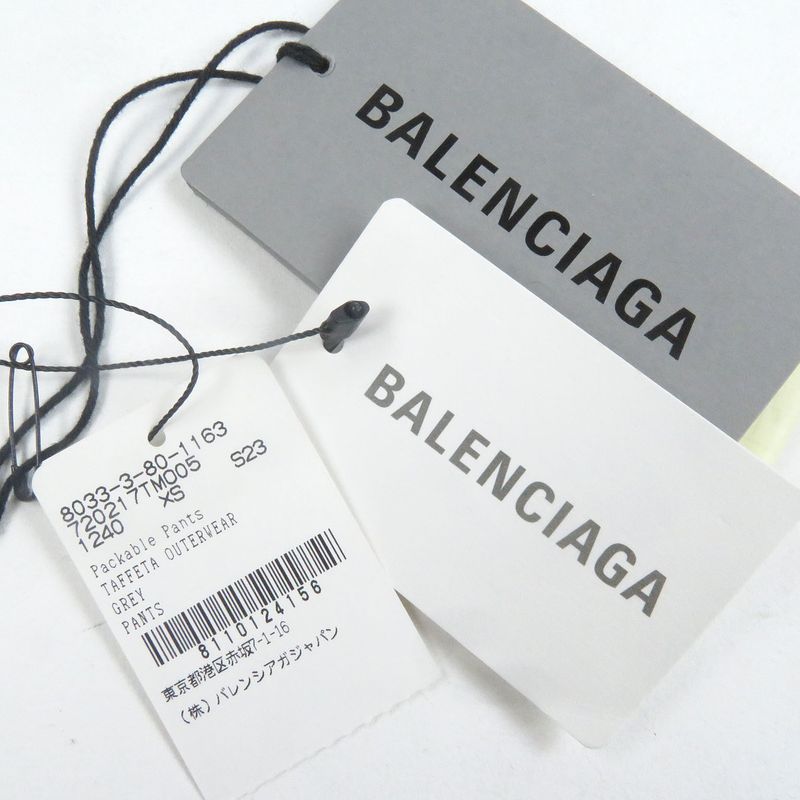 BALENCIAGA
BALENCIAGA
8033-3-80-1163
720217TM005 S23
1240 XS
Packable Pants
TAFFETA OUTERWEAR
GREY
PANTS
8110124156
東京都港区赤坂7-1-16
(株)バレンシアガジャパン